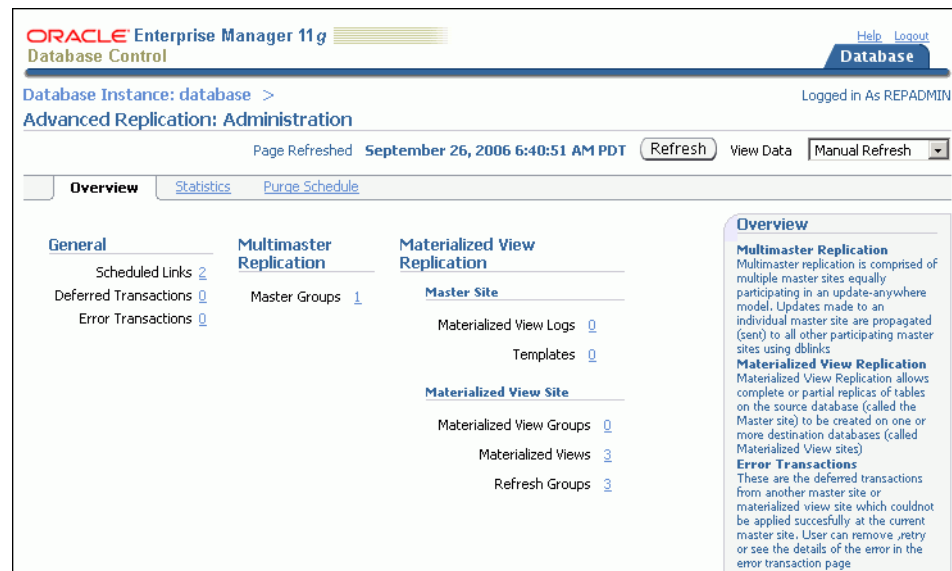 ORACLE Enterprise Manager 11g
Database Control
Help Logout
Database
Database Instance: database >
Logged in As REPADMIN
Advanced Replication: Administration
Page Refreshed September 26, 2006 6:40:51 AM PDT Refresh View Data Manual Refresh
Overview Statistics Purge Schedule
General
Scheduled Links 2
Deferred Transactions 0
Error Transactions 0
Multimaster
Replication
Master Groups 1
Materialized View
Replication
Master Site
Materialized View Logs 0
Templates 0
Materialized View Site
Materialized View Groups 0
Materialized Views 3
Refresh Groups 3
Overview
Multimaster Replication
Multimaster replication is comprised of
multiple master sites equally
participating in an update-anywhere
model. Updates made to an
individual master site are propagated
(sent) to all other participating master
sites using dblinks
Materialized View Replication
Materialized View Replication allows
complete or partial replicas of tables
on the source database (called the
Master site) to be created on one or
more destination databases (called
Materialized View sites)
Error Transactions
These are the deferred transactions
from another master site or
materialized view site which couldnot
be applied succesfully at the current
master site. User can remove ,retry
or see the details of the error in the
error transaction page